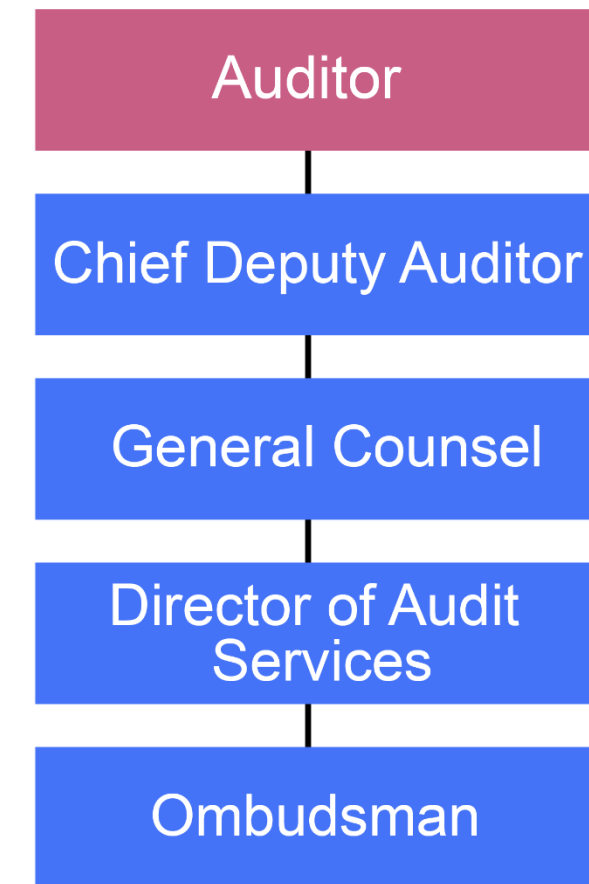 Auditor
Chief Deputy Auditor
General Counsel
Director of Audit
Services
Ombudsman